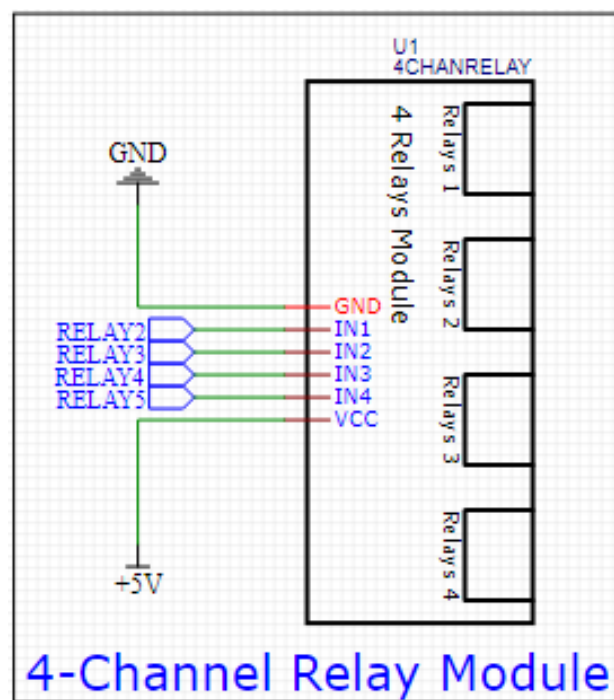 U1
4CHANRELAY
4 Relays Module
Relays 1
Relays 2
Relays 3
Relays 4
GND
GND
RELAY2
IN1
RELAY3
IN2
RELAY4
IN3
RELAY5
IN4
VCC
+5V
4-Channel Relay Module